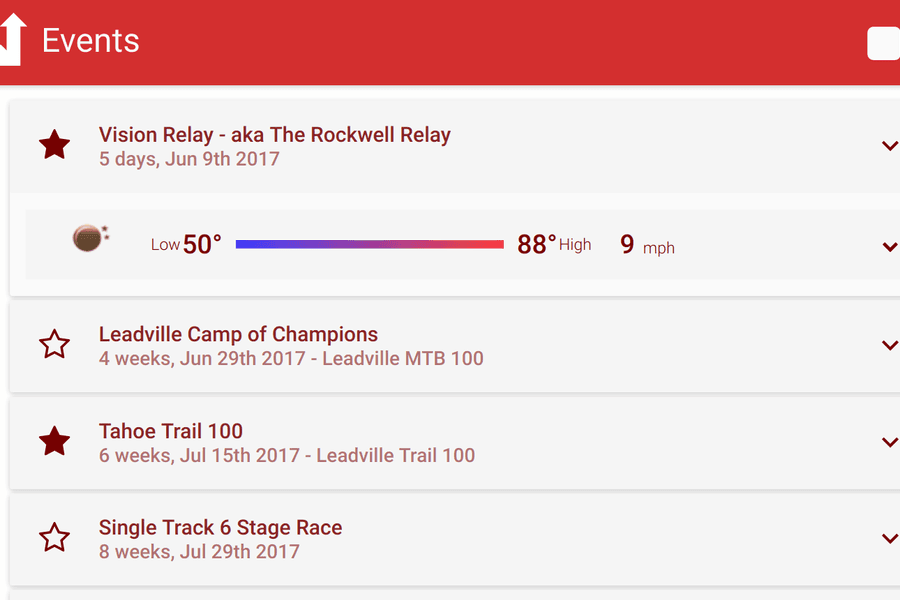 Events
Vision Relay - aka The Rockwell Relay
5 days, Jun 9th 2017
Low 50° 88° High 9 mph
Leadville Camp of Champions
4 weeks, Jun 29th 2017 - Leadville MTB 100
Tahoe Trail 100
6 weeks, Jul 15th 2017 - Leadville Trail 100
Single Track 6 Stage Race
8 weeks, Jul 29th 2017